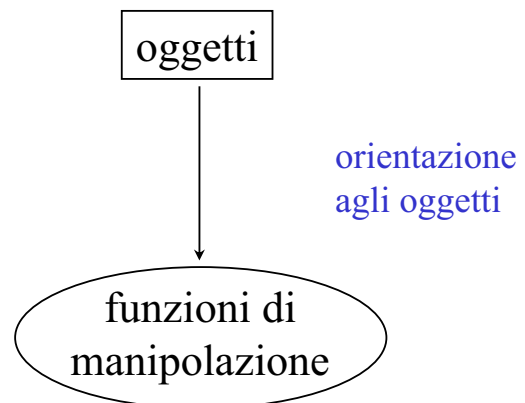 oggetti
orientazione
agli oggetti
funzioni di
manipolazione